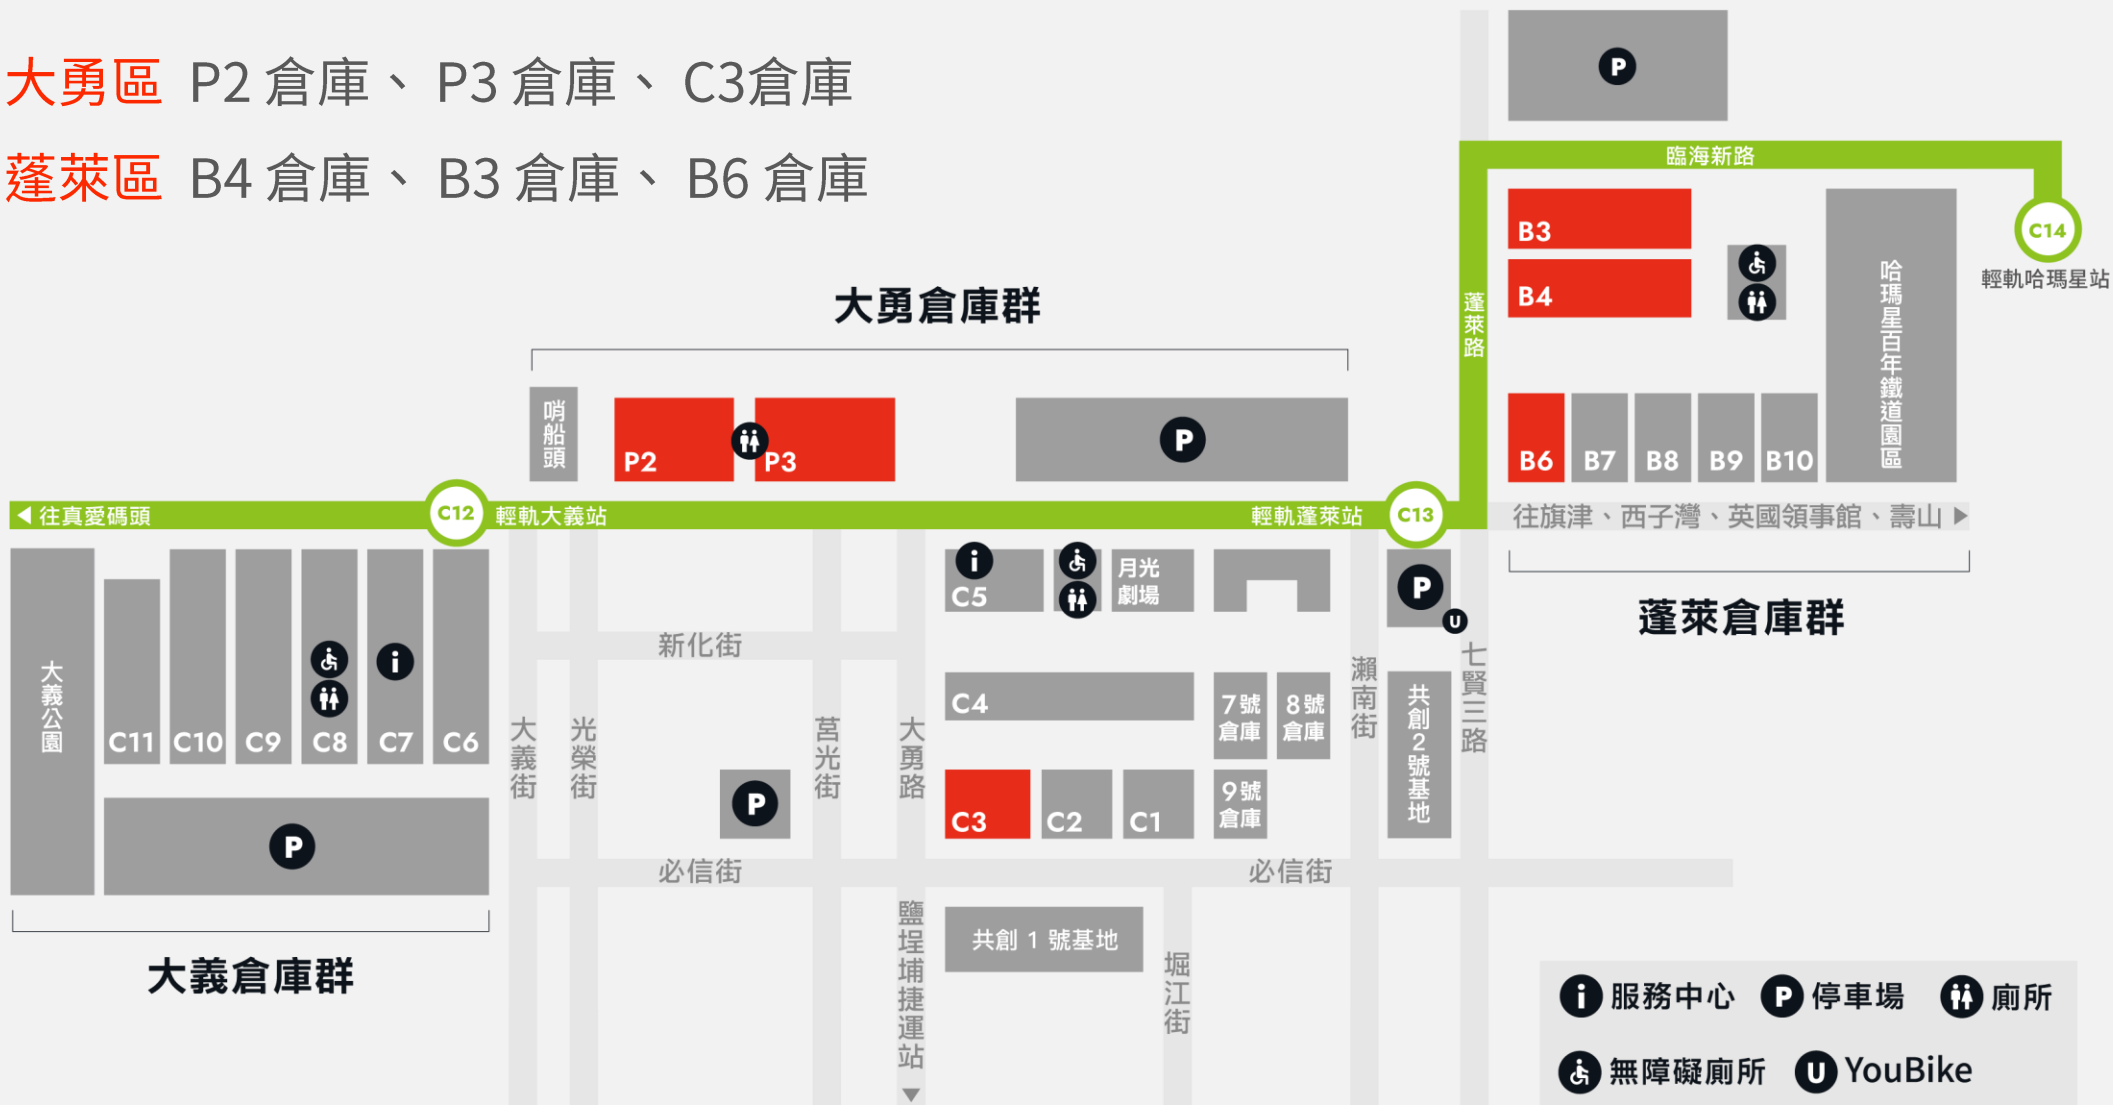 大勇區 P2 倉庫、 P3 倉庫、 C3倉庫
蓬萊區 B4 倉庫、 B3 倉庫、 B6 倉庫
P
臨海新路
B3
B4
蓬萊路
哈瑪星百年鐵道園區
C14
輕軌哈瑪星站
大勇倉庫群
哨船頭
P2
P3
P
B6
B7
B8
B9
B10
往真愛碼頭
C12
輕軌大義站
輕軌蓬萊站
C13
往旗津、西子灣、英國領事館、壽山
蓬萊倉庫群
大義公園
C11
C10
C9
C8
i
C7
C6
P
大義倉庫群
大義街
光榮街
新化街
莒光街
大勇路
P
i
C5
月光
劇場
C4
7號
倉庫
8號
倉庫
C3
C2
C1
9號
倉庫
瀨南街
P
U
共創2號基地
七賢三路
必信街
必信街
鹽埕埔捷運站
共創 1 號基地
堀江街
i 服務中心
P 停車場
廁所
無障礙廁所
U YouBike